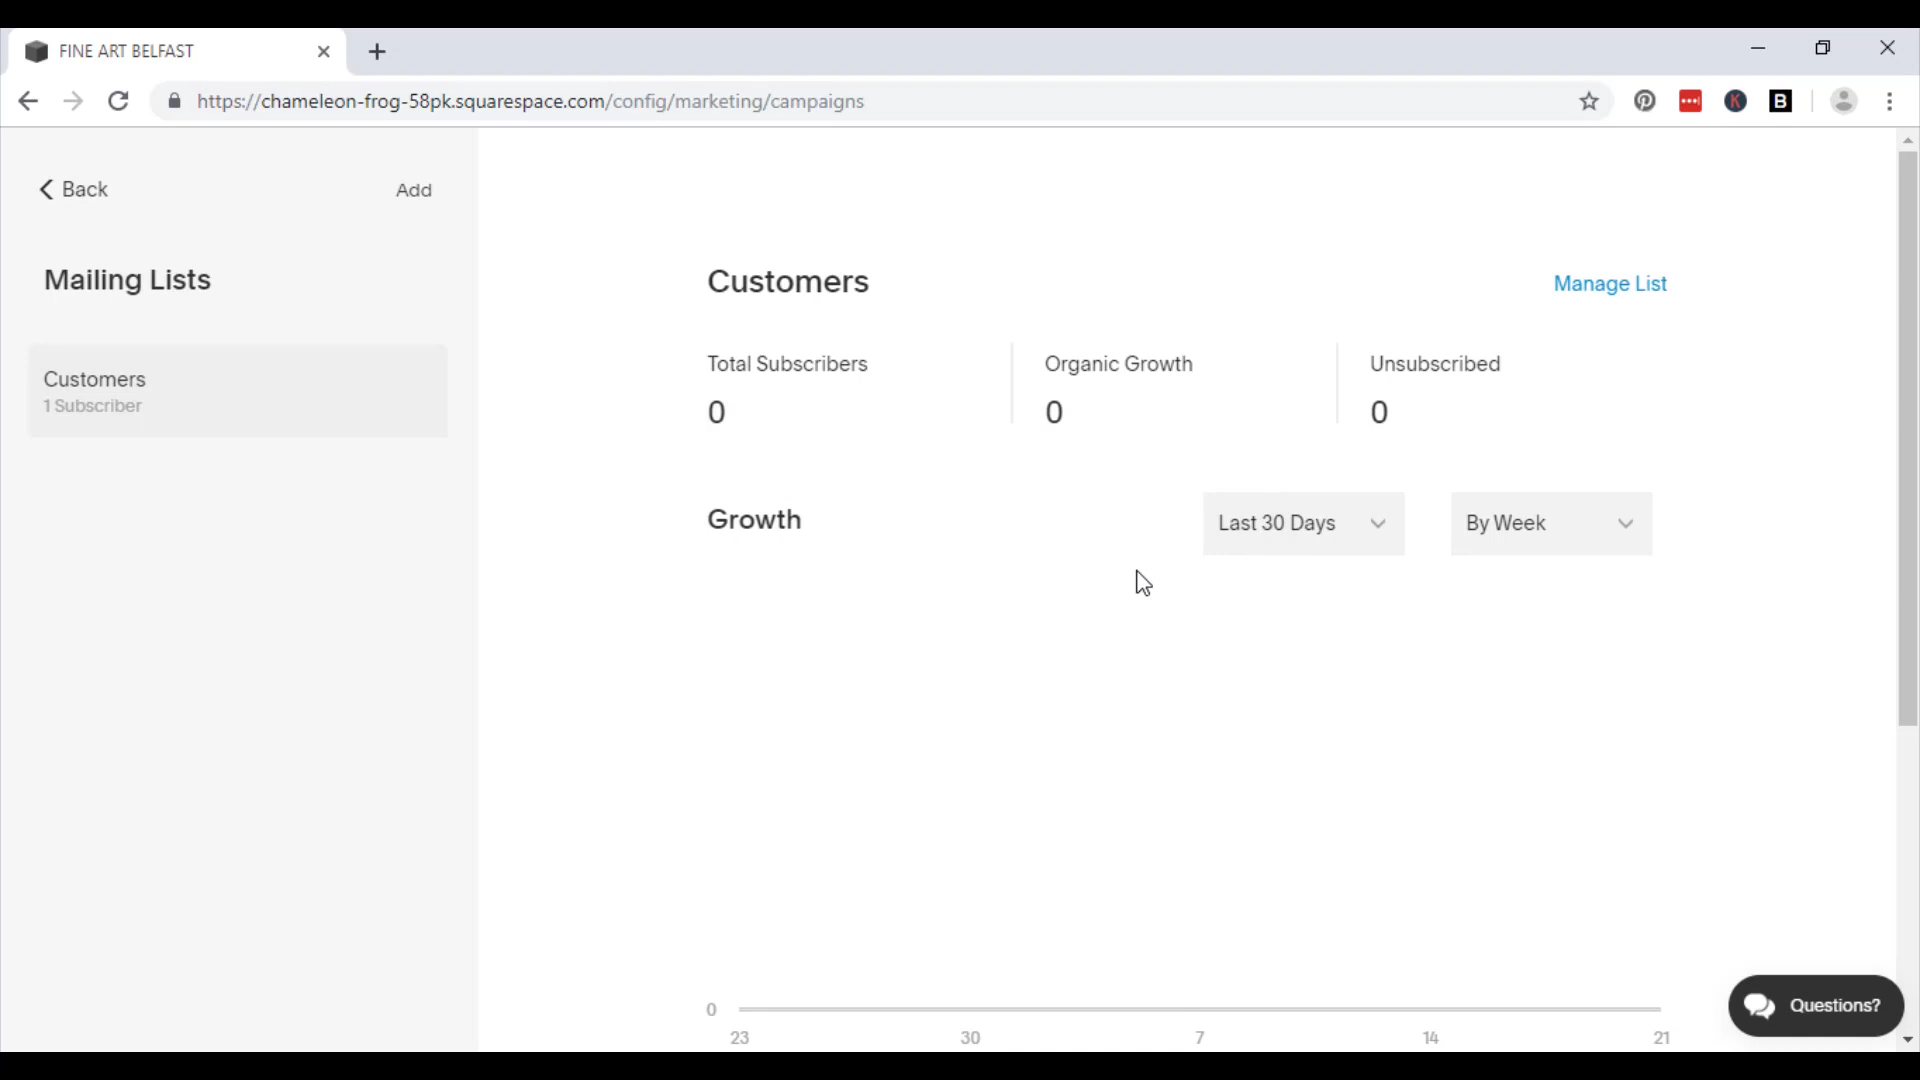 FINE ART BELFAST
https://chameleon-frog-58pk.squarespace.com/config/marketing/campaigns
K
B
Back
Add
Mailing Lists
Customers
1 Subscriber
Customers
Manage List
Total Subscribers
Organic Growth
Unsubscribed
0
0
0
Growth
Last 30 Days
By Week
0
23
30
7
14
21
Questions?